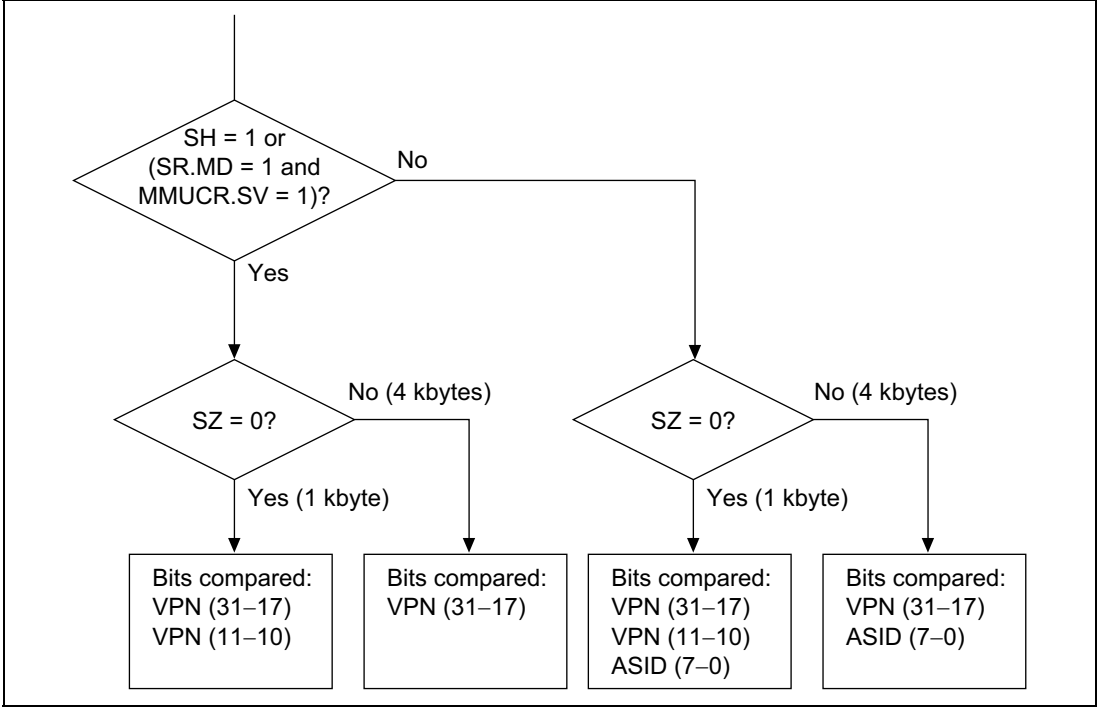 SH = 1 or
(SR.MD = 1 and
MMUCR.SV = 1)?
No
Yes
SZ = 0?
No (4 kbytes)
Yes (1 kbyte)
SZ = 0?
No (4 kbytes)
Yes (1 kbyte)
Bits compared:
VPN (31–17)
VPN (11–10)
Bits compared:
VPN (31–17)
Bits compared:
VPN (31–17)
VPN (11–10)
ASID (7–0)
Bits compared:
VPN (31–17)
ASID (7–0)